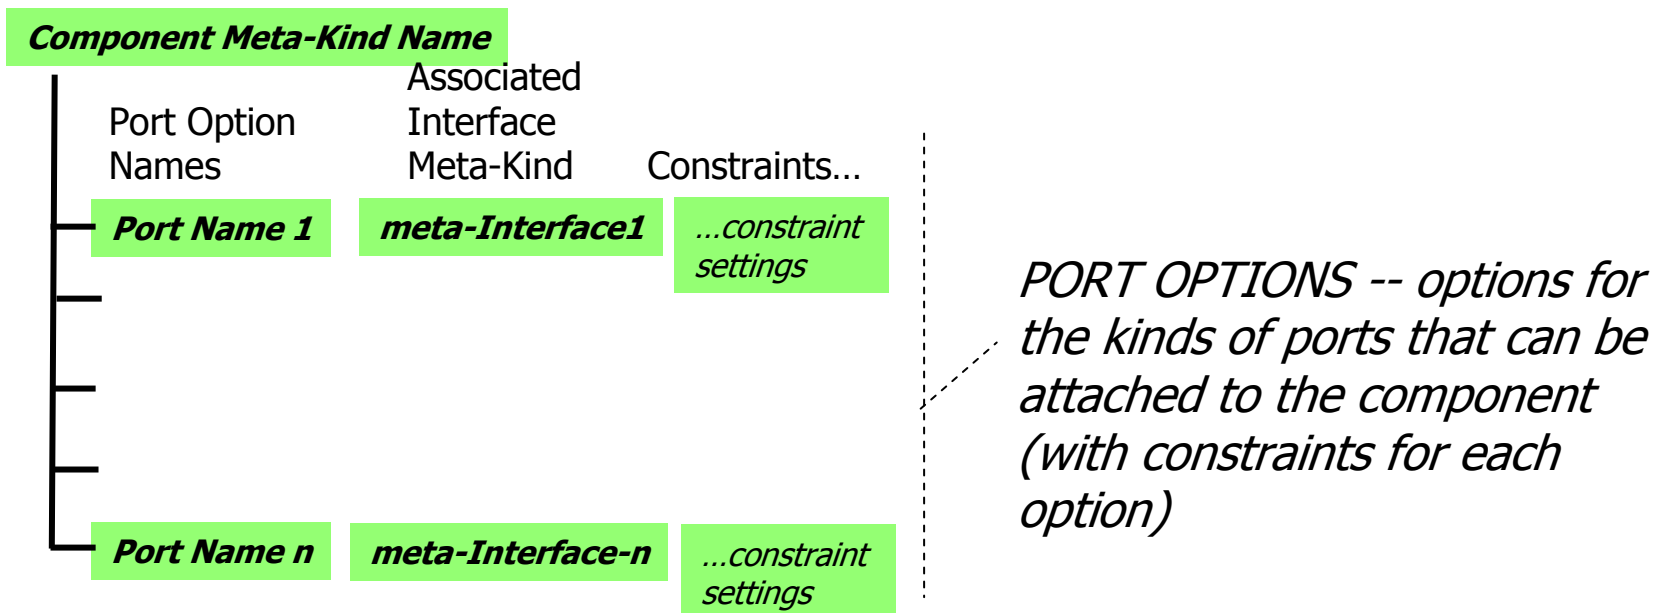 Component Meta-Kind Name
Port Option
Names
Associated
Interface
Meta-Kind
Constraints…
Port Name 1
meta-Interface1
…constraint
settings
Port Name n
meta-Interface-n
…constraint
settings
PORT OPTIONS -- options for
the kinds of ports that can be
attached to the component
(with constraints for each
option)